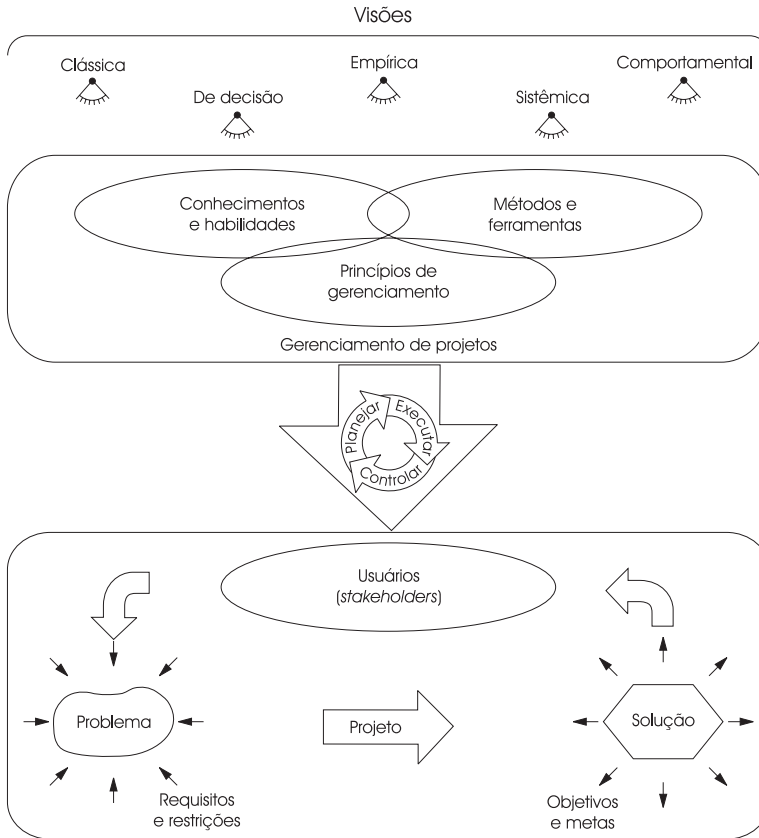 Visões
Clássica
Empírica
Comportamental
De decisão
Sistêmica
Conhecimentos
e habilidades
Métodos e
ferramentas
Princípios de
gerenciamento
Gerenciamento de projetos
Planejar
Executar
Controlar
Usuários
(stakeholders)
Problema
Projeto
Solução
Requisitos
e restrições
Objetivos
e metas